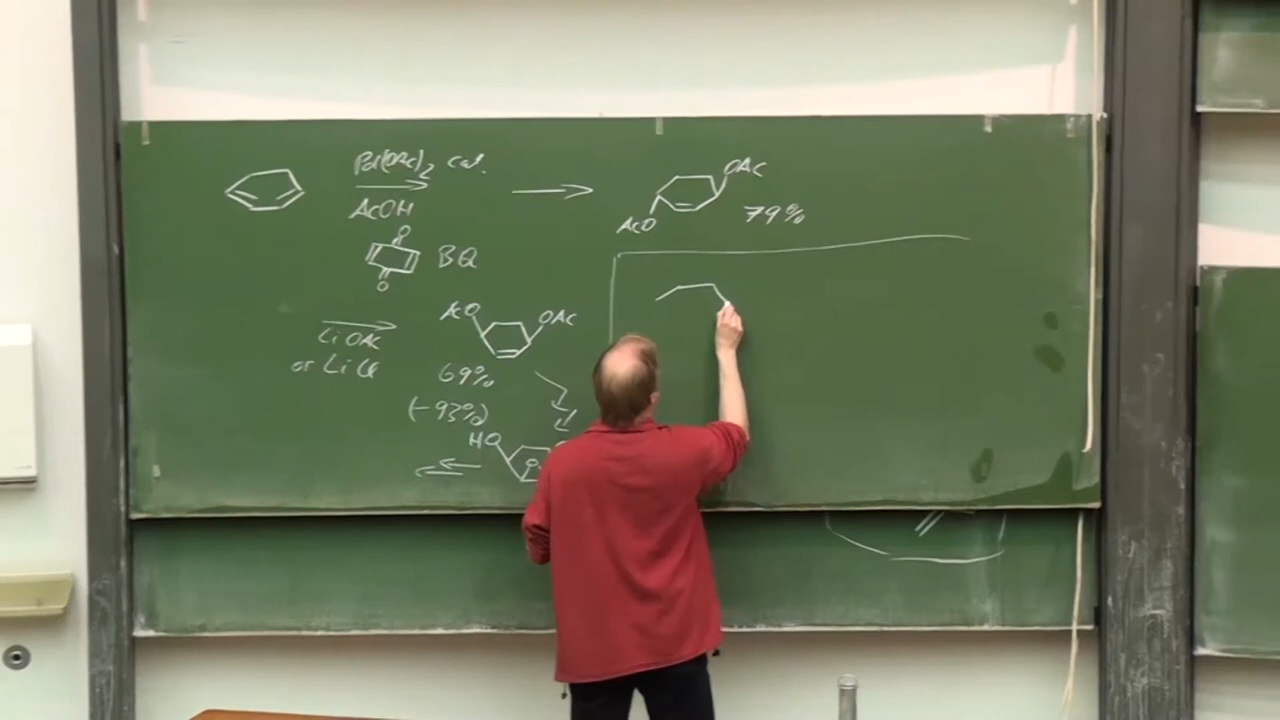 Pd(OAc)₂ cat.
AcOH
OAc
AcO
79%
O
BQ
O
AcO
OAc
LiOAc
or LiCl
69%
(-93%)
HO